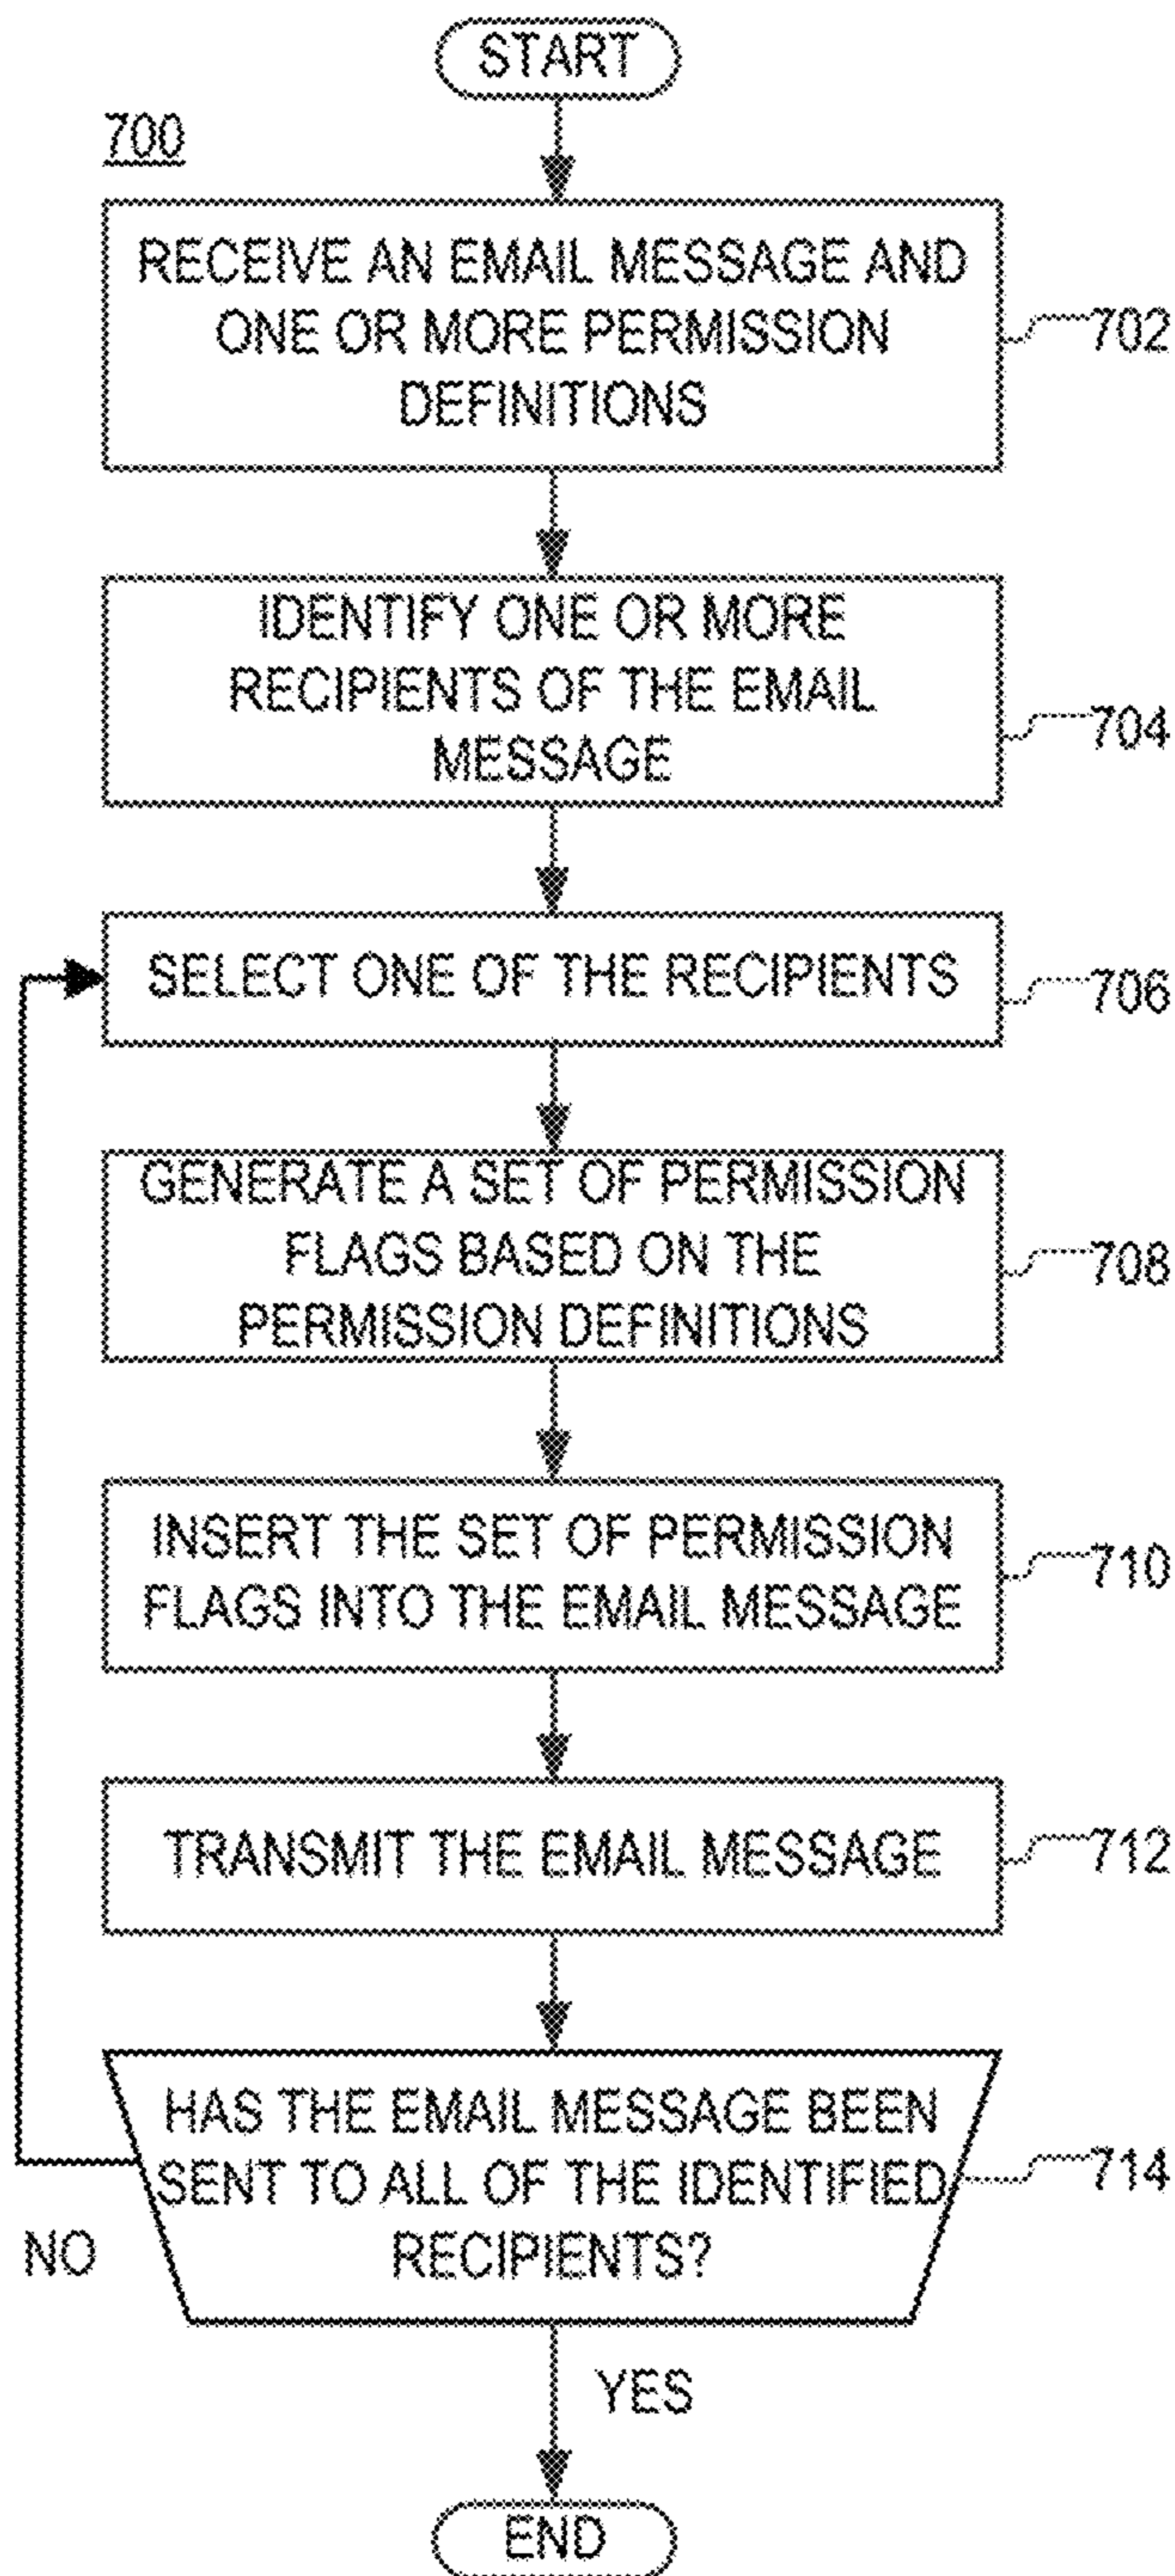 START
700
RECEIVE AN EMAIL MESSAGE AND
ONE OR MORE PERMISSION
DEFINITIONS
702
IDENTIFY ONE OR MORE
RECIPIENTS OF THE EMAIL
MESSAGE
704
SELECT ONE OF THE RECIPIENTS
706
GENERATE A SET OF PERMISSION
FLAGS BASED ON THE
PERMISSION DEFINITIONS
708
INSERT THE SET OF PERMISSION
FLAGS INTO THE EMAIL MESSAGE
710
TRANSMIT THE EMAIL MESSAGE
712
HAS THE EMAIL MESSAGE BEEN
SENT TO ALL OF THE IDENTIFIED
RECIPIENTS?
714
NO
YES
END